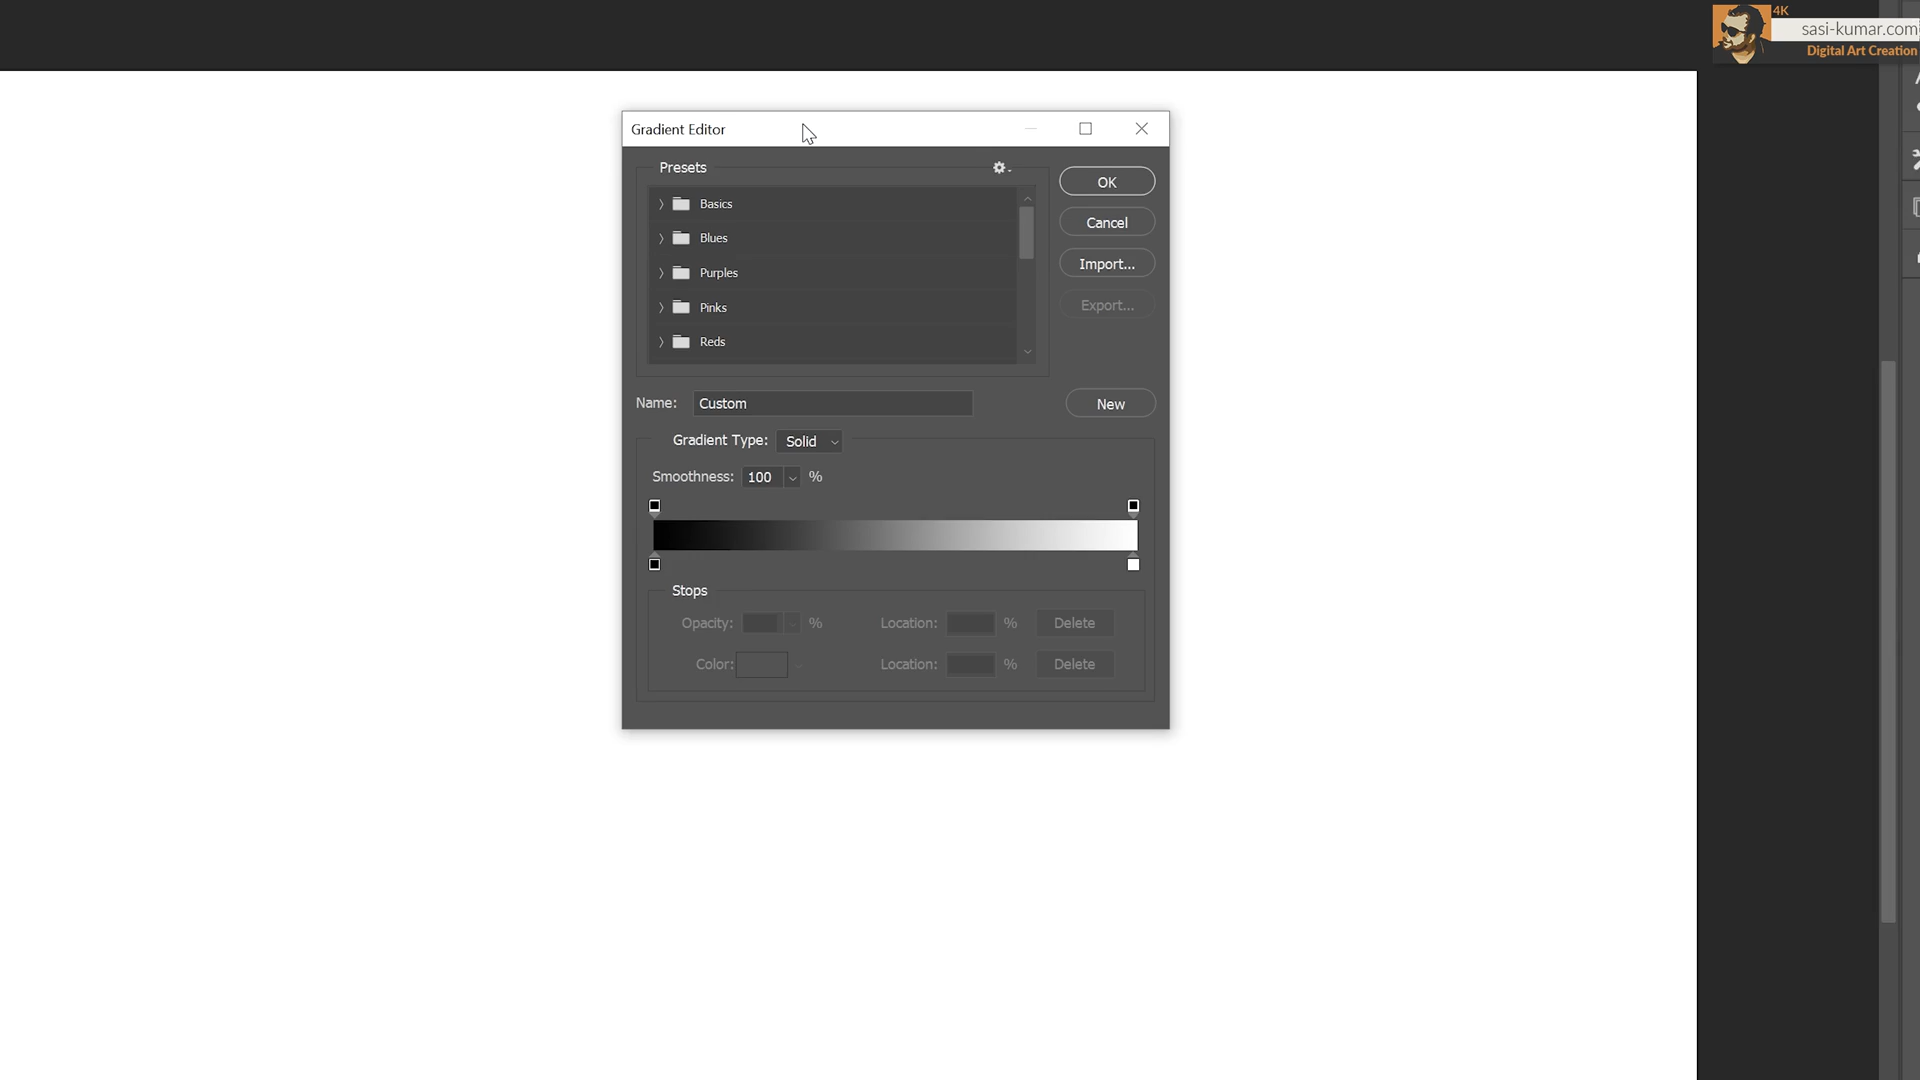 4K
sasi-kumar.com
Digital Art Creation
Gradient Editor
Presets
Basics
Blues
Purples
Pinks
Reds
OK
Cancel
Import...
Export...
Name: Custom
New
Gradient Type: Solid
Smoothness: 100 %
Stops
Opacity: % Location: % Delete
Color: Location: % Delete